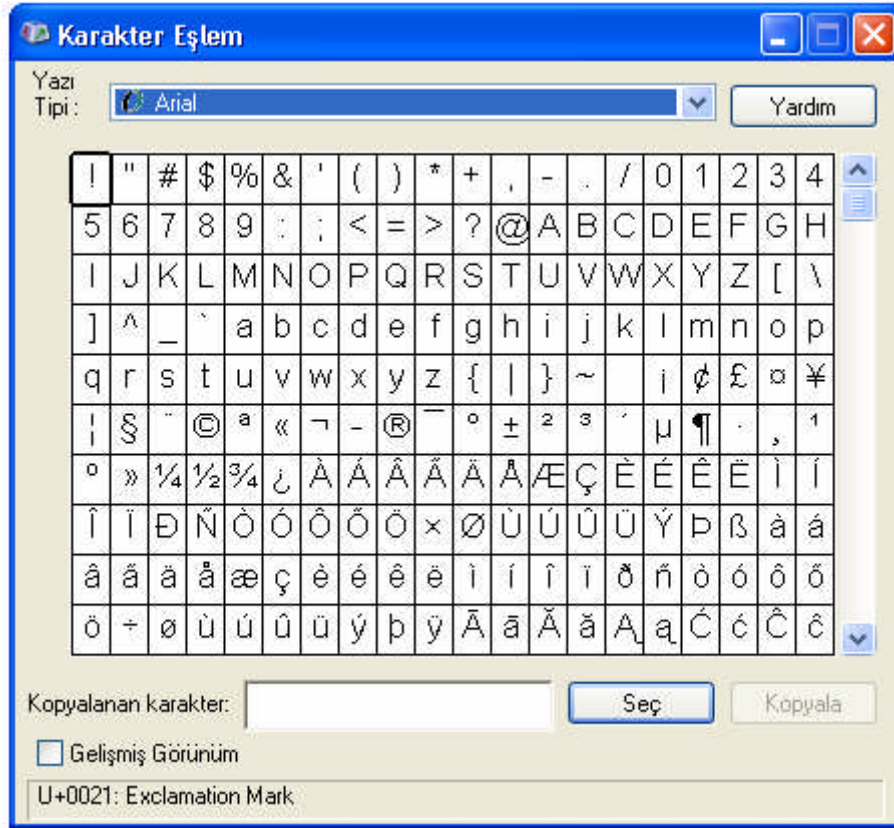 Karakter Eşlem
Yazı
Tipi :
Arial
Yardım
! " # $ % & ' ( ) * + , - . / 0 1 2 3 4
5 6 7 8 9 : ; < = > ? @ A B C D E F G H
I J K L M N O P Q R S T U V W X Y Z [ \
] ^ _ ` a b c d e f g h i j k l m n o p
q r s t u v w x y z { | } ~ ¡ ¢ £ ¤ ¥
¦ § ¨ © ª « ¬ - ® ¯ ° ± ² ³ ´ µ ¶ · ¸ ¹
º » ¼ ½ ¾ ¿ À Á Â Ã Ä Å Æ Ç È É Ê Ë Ì Í
Î Ï Ð Ñ Ò Ó Ô Õ Ö × Ø Ù Ú Û Ü Ý Þ ß à á
â ã ä å æ ç è é ê ë ì í î ï ð ñ ò ó ô õ
ö ÷ ø ù ú û ü ý þ ÿ Ā ā Ă ă Ą ą Ć ć Ĉ ĉ
Kopyalanan karakter:
Seç
Kopyala
Gelişmiş Görünüm
U+0021: Exclamation Mark